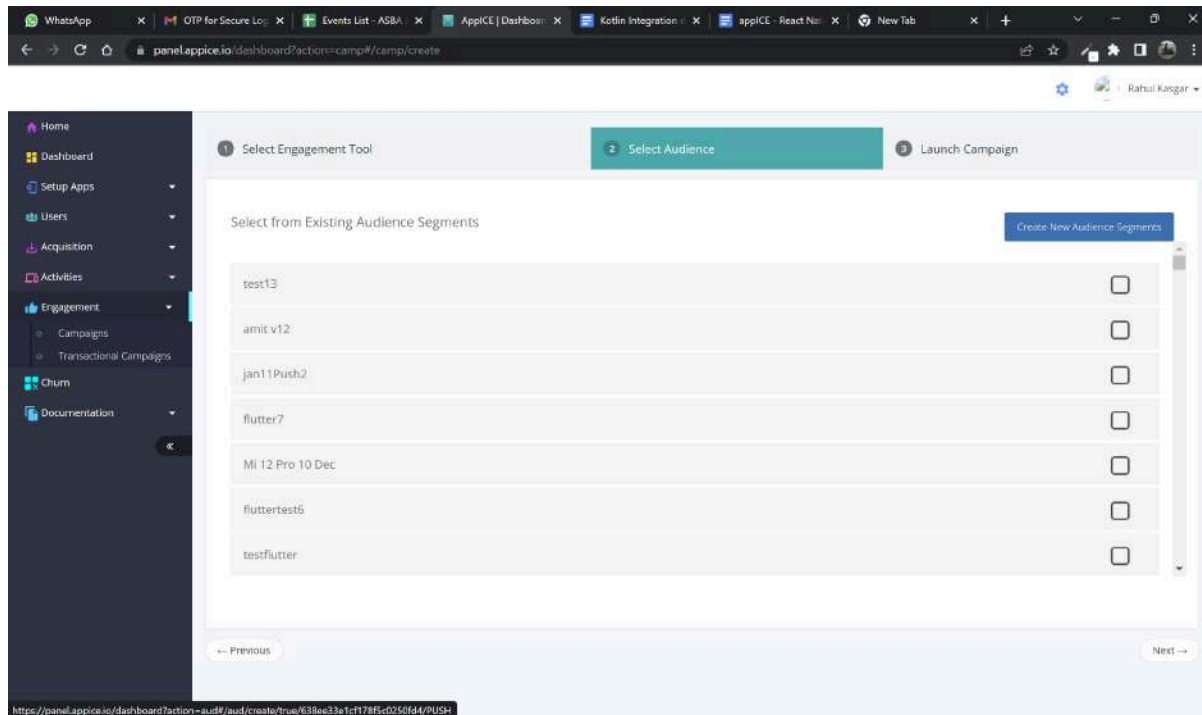 WhatsApp
OTP for Secure Log
Events List - ASBA
AppICE | Dashboar
Kotlin Integration
appICE - React Nat
New Tab
panel.appice.io/dashboard?action=camp#/camp/create
Rahul Kasgar
Home
Dashboard
Setup Apps
Users
Acquisition
Activities
Engagement
Campaigns
Transactional Campaigns
Churn
Documentation
1 Select Engagement Tool
2 Select Audience
3 Launch Campaign
Select from Existing Audience Segments
Create New Audience Segments
test13
amit v12
jan11Push2
flutter7
Mi 12 Pro 10 Dec
fluttertest6
testflutter
← Previous
Next →
https://panel.appice.io/dashboard?action=aud#/aud/create/true/638ee33e1cf178f5c0250fd4/PUSH